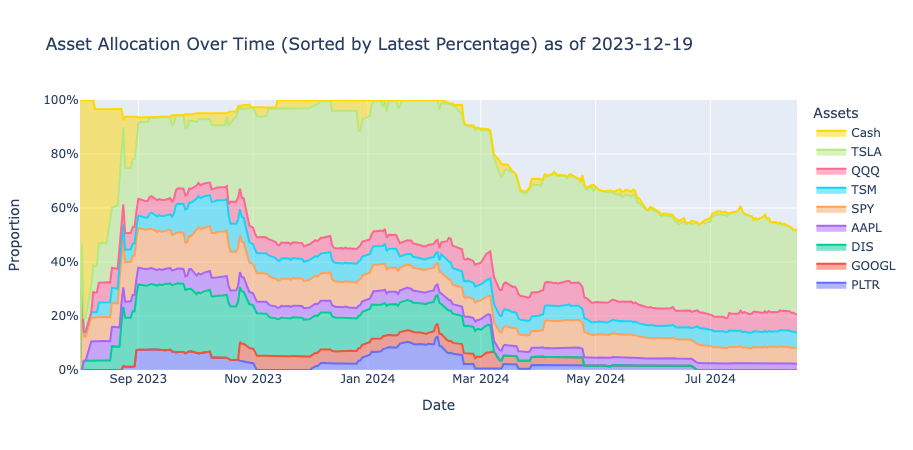 Asset Allocation Over Time (Sorted by Latest Percentage) as of 2023-12-19
100%
80%
60%
40%
20%
0%
Proportion
Sep 2023
Nov 2023
Jan 2024
Mar 2024
May 2024
Jul 2024
Date
Assets
Cash
TSLA
QQQ
TSM
SPY
AAPL
DIS
GOOGL
PLTR